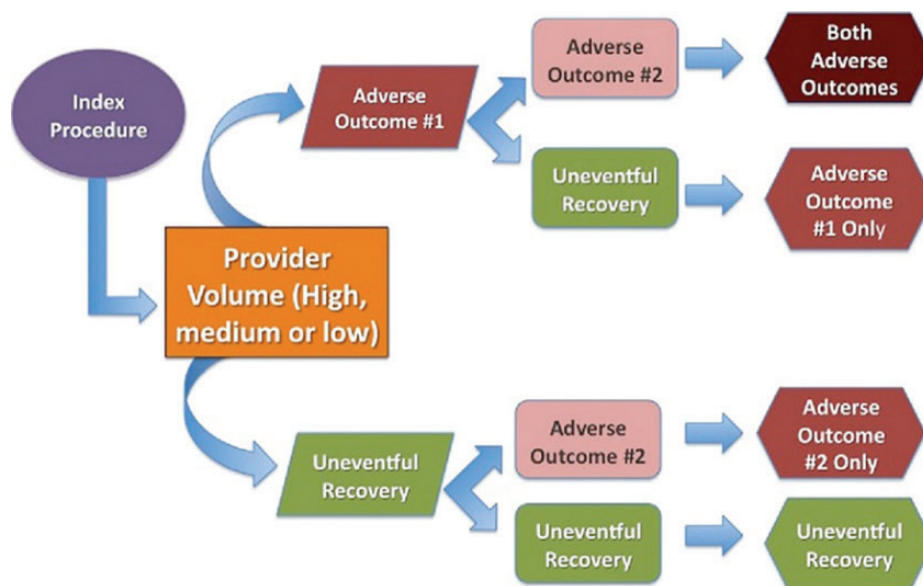 Index
Procedure
Provider
Volume (High,
medium or low)
Adverse
Outcome #1
Adverse
Outcome #2
Both
Adverse
Outcomes
Uneventful
Recovery
Adverse
Outcome
#1 Only
Uneventful
Recovery
Adverse
Outcome #2
Adverse
Outcome
#2 Only
Uneventful
Recovery
Uneventful
Recovery